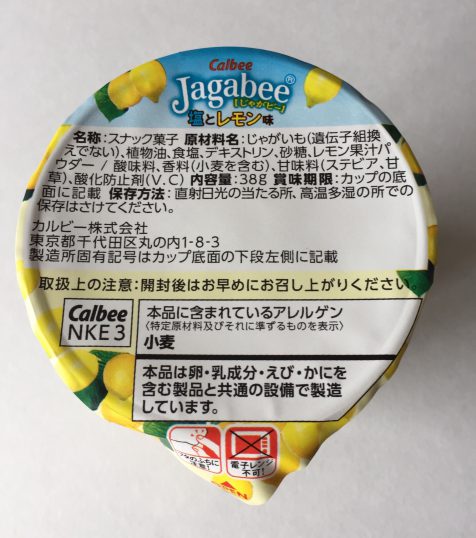 Calbee
Jagabee®
[じゃがビー]
塩とレモン味
名称:スナック菓子 原材料名:じゃがいも(遺伝子組換
えでない)、植物油、食塩、デキストリン、砂糖、レモン果汁パ
ウダー / 酸味料、香料(小麦を含む)、甘味料(ステビア、甘
草)、酸化防止剤(V.C) 内容量:38g 賞味期限:カップの底
面に記載 保存方法:直射日光の当たる所、高温多湿の所での
保存はさけてください。
カルビー株式会社
東京都千代田区丸の内1-8-3
製造所固有記号はカップ底面の下段左側に記載
取扱上の注意:開封後はお早めにお召し上がりください。
Calbee
NKE3
本品に含まれているアレルゲン
〈特定原材料及びそれに準ずるものを表示〉
小麦
本品は卵・乳成分・えび・かにを
含む製品と共通の設備で製造
しています。
のふちに
注意!
電子レンジ
不可!